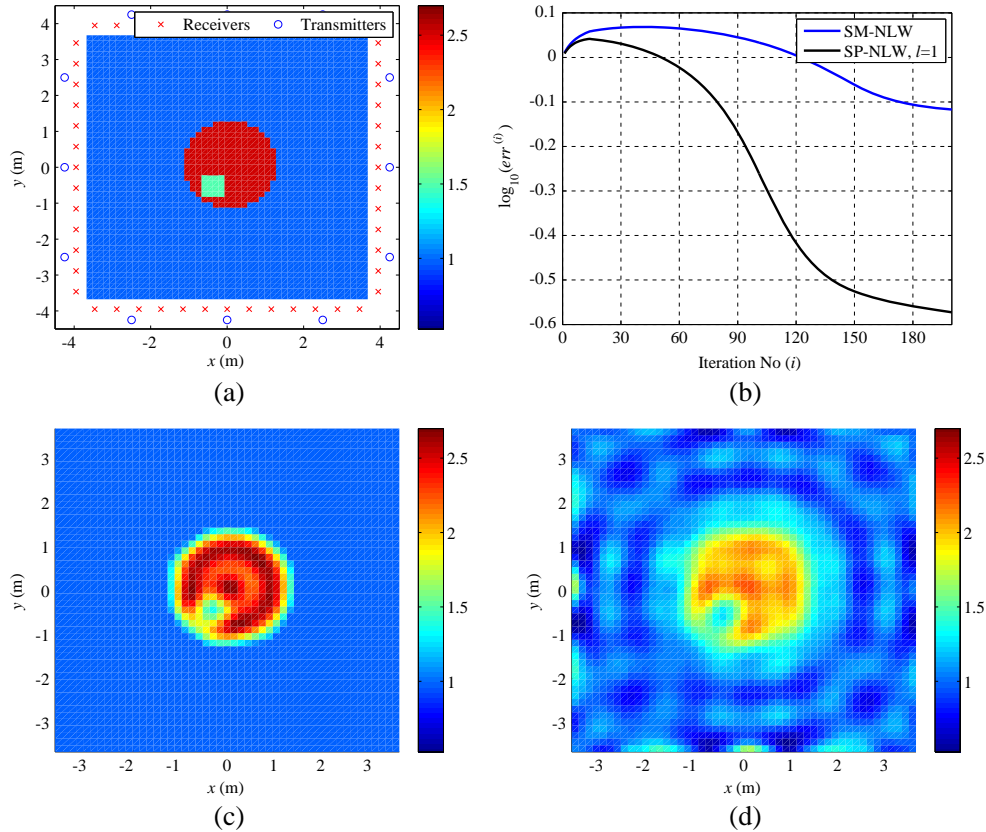 Receivers Transmitters
4
3
2
1
0
-1
-2
-3
-4
y (m)
-4 -2 0 2 4
x (m)
2.5
2
1.5
1
(a)
0.1
0
-0.1
-0.2
-0.3
-0.4
-0.5
-0.6
log10(err(i))
SM-NLW
SP-NLW, l=1
0 30 60 90 120 150 180
Iteration No (i)
(b)
3
2
1
0
-1
-2
-3
y (m)
-3 -2 -1 0 1 2 3
x (m)
2.5
2
1.5
1
(c)
3
2
1
0
-1
-2
-3
y (m)
-3 -2 -1 0 1 2 3
x (m)
2.5
2
1.5
1
(d)